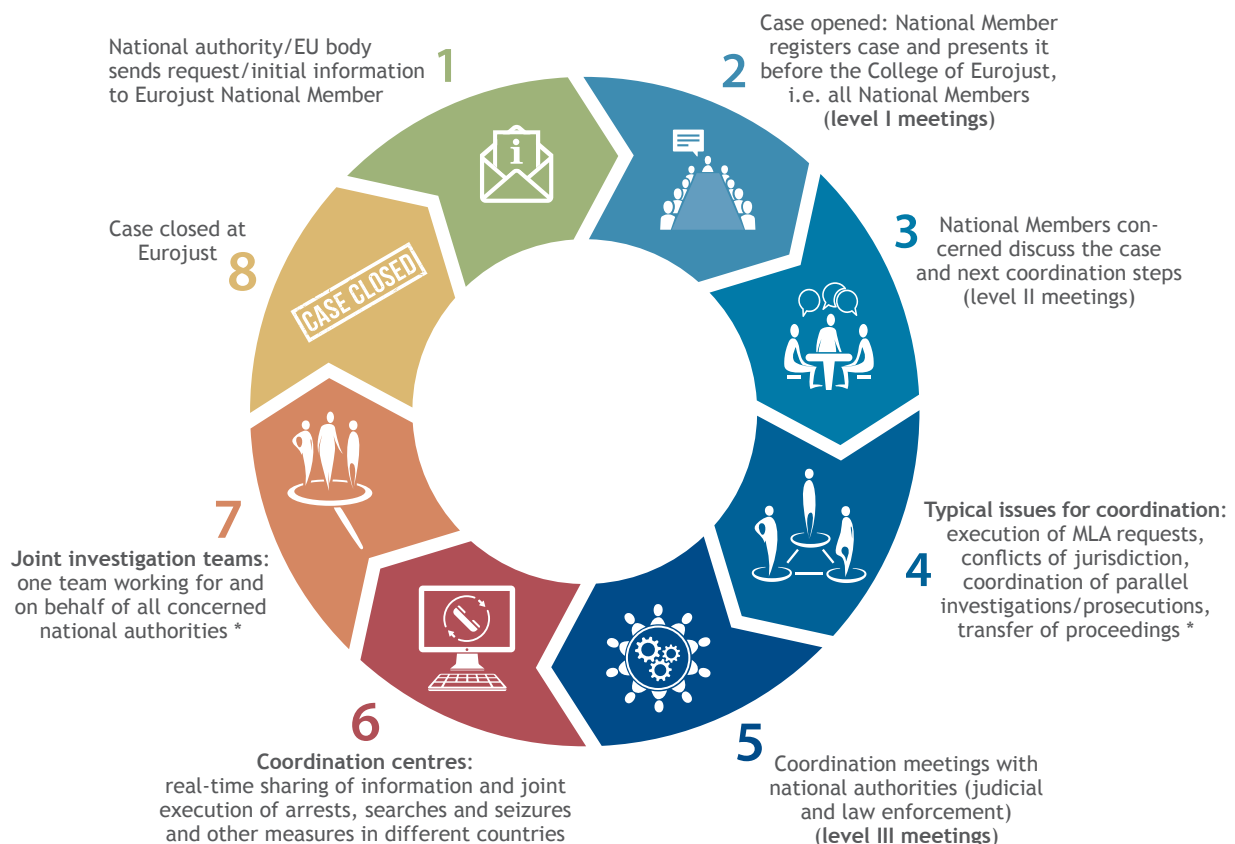 National authority/EU body
sends request/initial information
to Eurojust National Member
1
2
Case opened: National Member
registers case and presents it
before the College of Eurojust,
i.e. all National Members
(level I meetings)
i
3
National Members con-
cerned discuss the case
and next coordination steps
(level II meetings)
4
Typical issues for coordination:
execution of MLA requests,
conflicts of jurisdiction,
coordination of parallel
investigations/prosecutions,
transfer of proceedings *
5
Coordination meetings with
national authorities (judicial
and law enforcement)
(level III meetings)
6
Coordination centres:
real-time sharing of information and joint
execution of arrests, searches and seizures
and other measures in different countries
7
Joint investigation teams:
one team working for and
on behalf of all concerned
national authorities *
8
Case closed at
Eurojust
CASE CLOSED